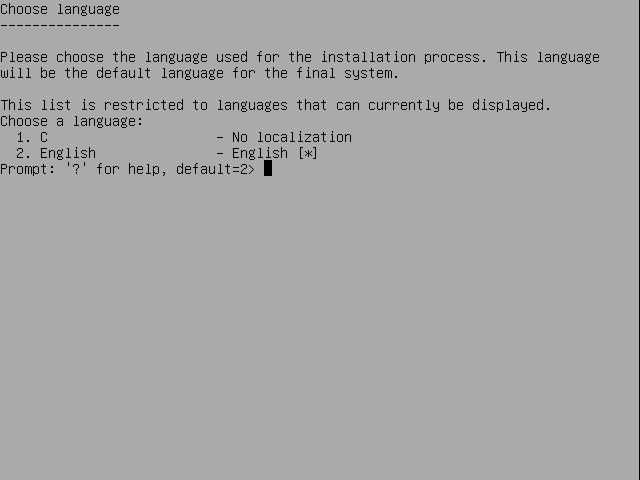 Choose language
---------------
Please choose the language used for the installation process. This language
will be the default language for the final system.
This list is restricted to languages that can currently be displayed.
Choose a language:
  1. C                     - No localization
  2. English               - English [*]
Prompt: '?' for help, default=2>